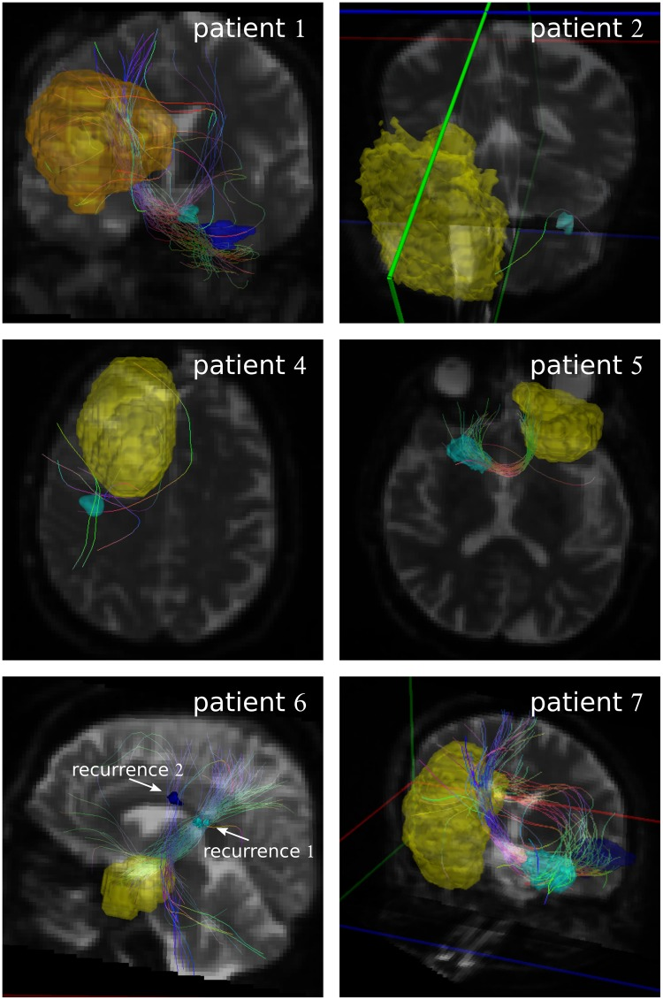 patient 1
patient 2
patient 4
patient 5
patient 6
recurrence 2
recurrence 1
patient 7